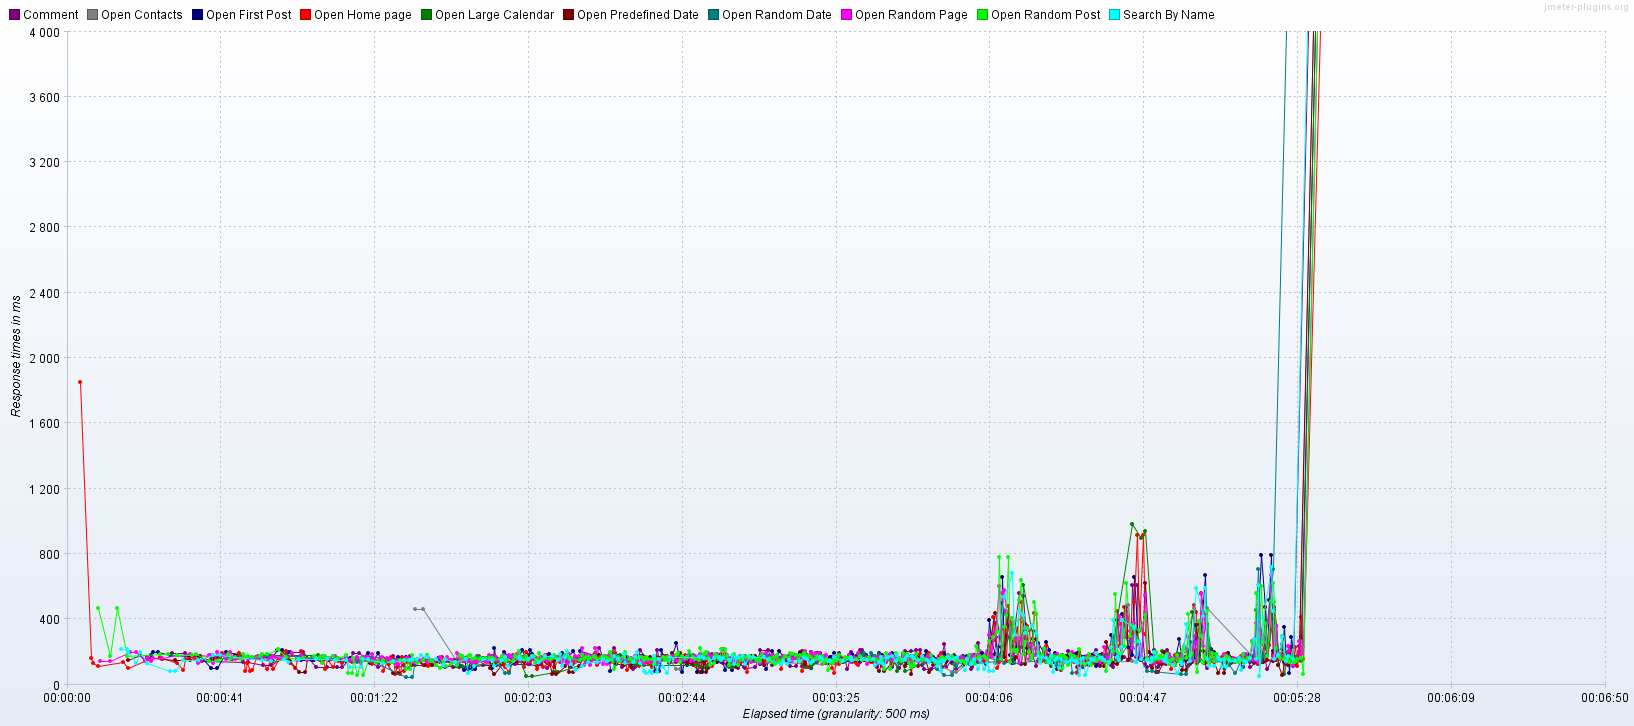 Comment Open Contacts Open First Post Open Home page Open Large Calendar Open Predefined Date Open Random Date Open Random Page Open Random Post Search By Name
jmeter-plugins.org
4 000
3 600
3 200
2 800
2 400
2 000
1 600
1 200
800
400
0
Response times in ms
00:00:00 00:00:41 00:01:22 00:02:03 00:02:44 00:03:25 00:04:06 00:04:47 00:05:28 00:06:09 00:06:50
Elapsed time (granularity: 500 ms)